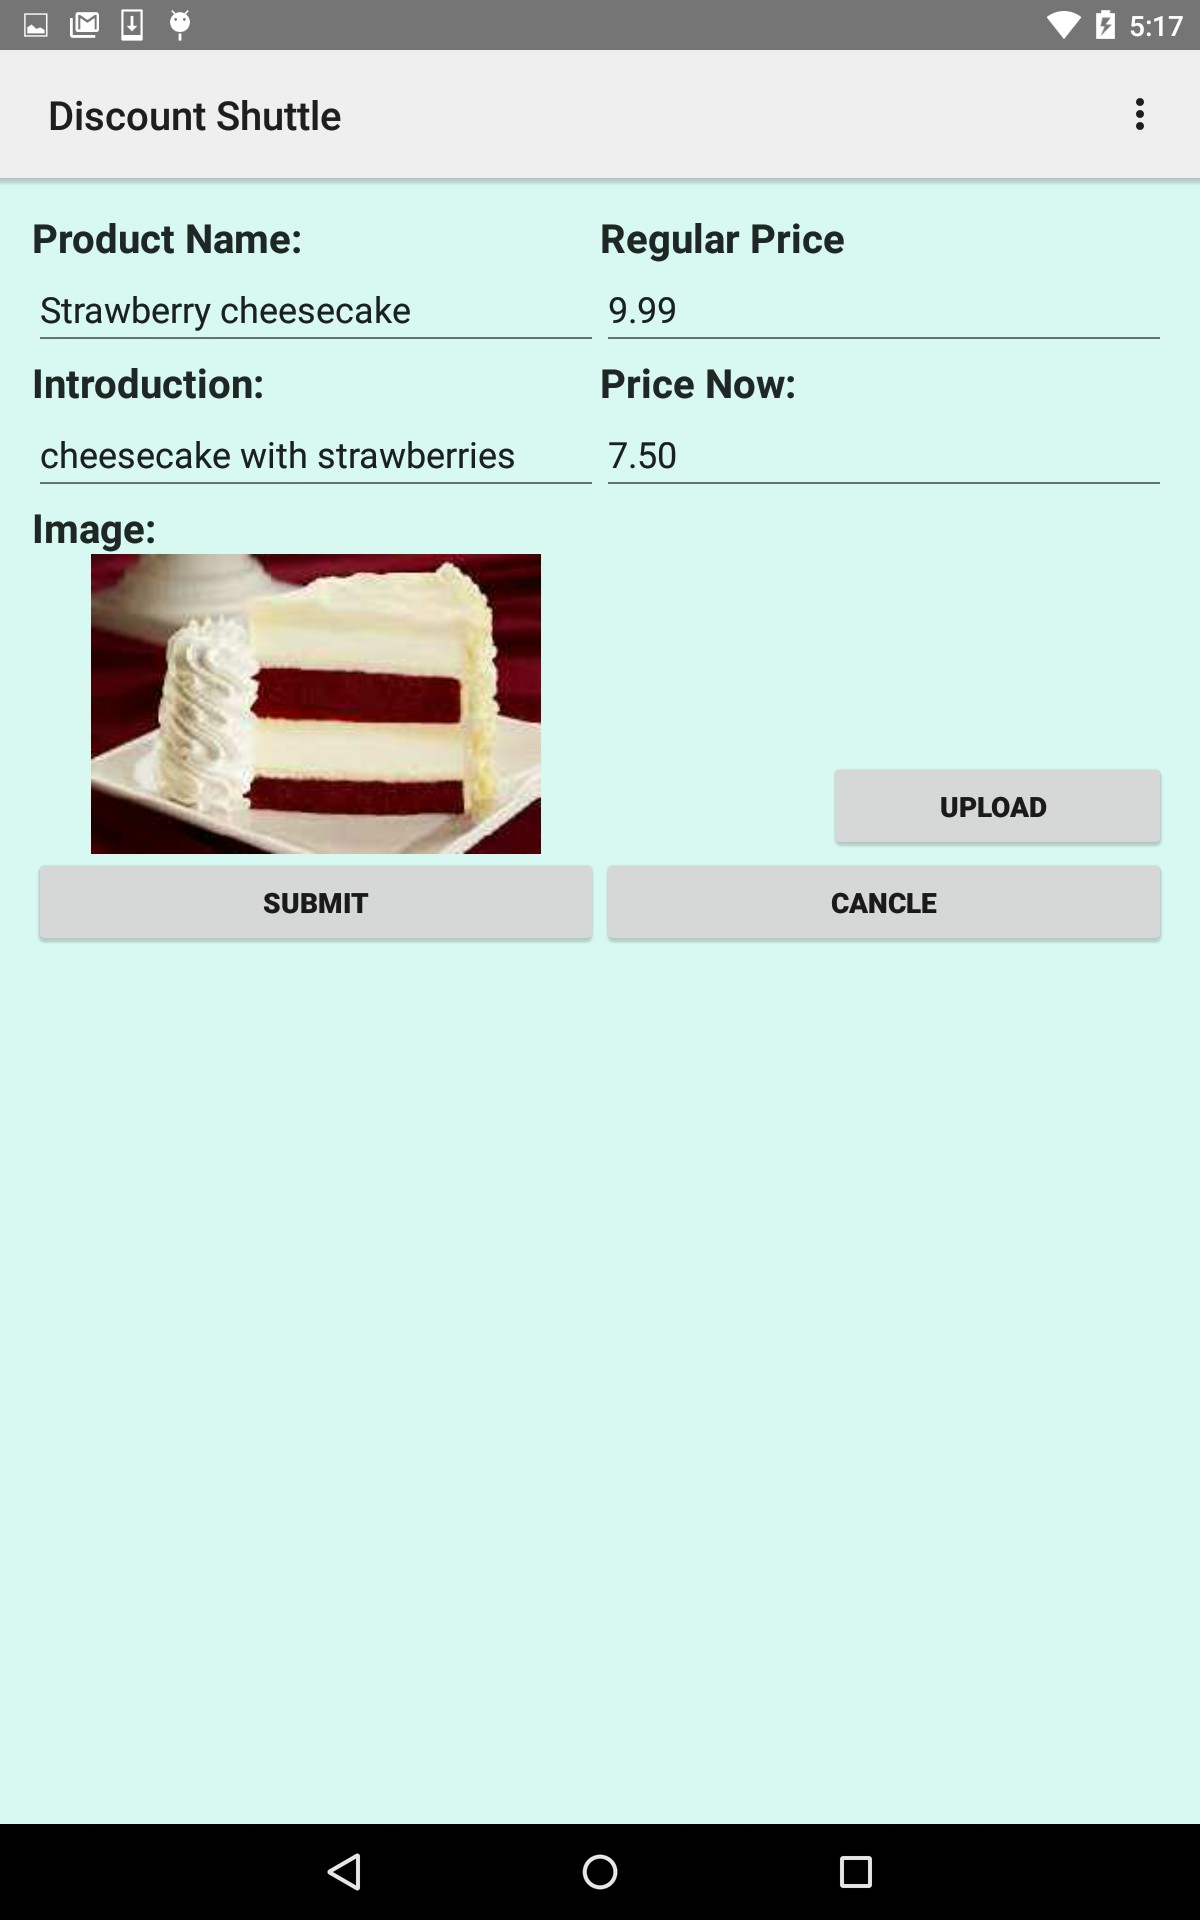 5:17
Discount Shuttle
Product Name:
Regular Price
Strawberry cheesecake
9.99
Introduction:
Price Now:
cheesecake with strawberries
7.50
Image:
UPLOAD
SUBMIT
CANCLE